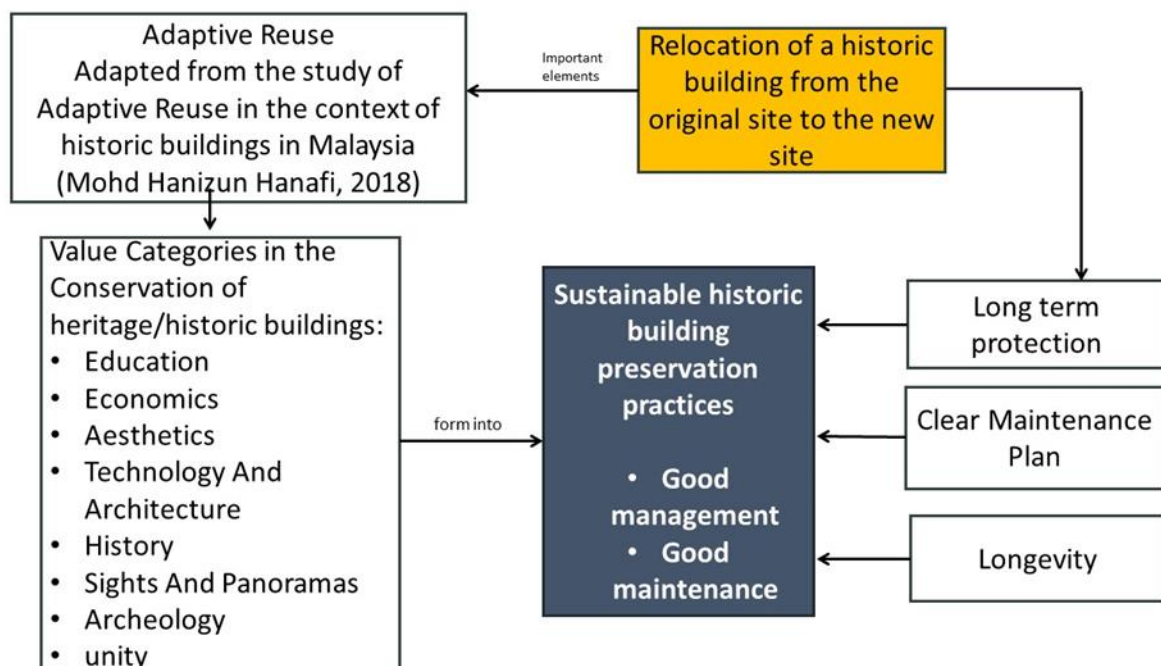 Adaptive Reuse
Adapted from the study of
Adaptive Reuse in the context of
historic buildings in Malaysia
(Mohd Hanizun Hanafi, 2018)
Important
elements
Relocation of a historic
building from the
original site to the new
site
Value Categories in the
Conservation of
heritage/historic buildings:
• Education
• Economics
• Aesthetics
• Technology And
Architecture
• History
• Sights And Panoramas
• Archeology
• unity
form into
Sustainable historic
building
preservation
practices
• Good
management
• Good
maintenance
Long term
protection
Clear Maintenance
Plan
Longevity